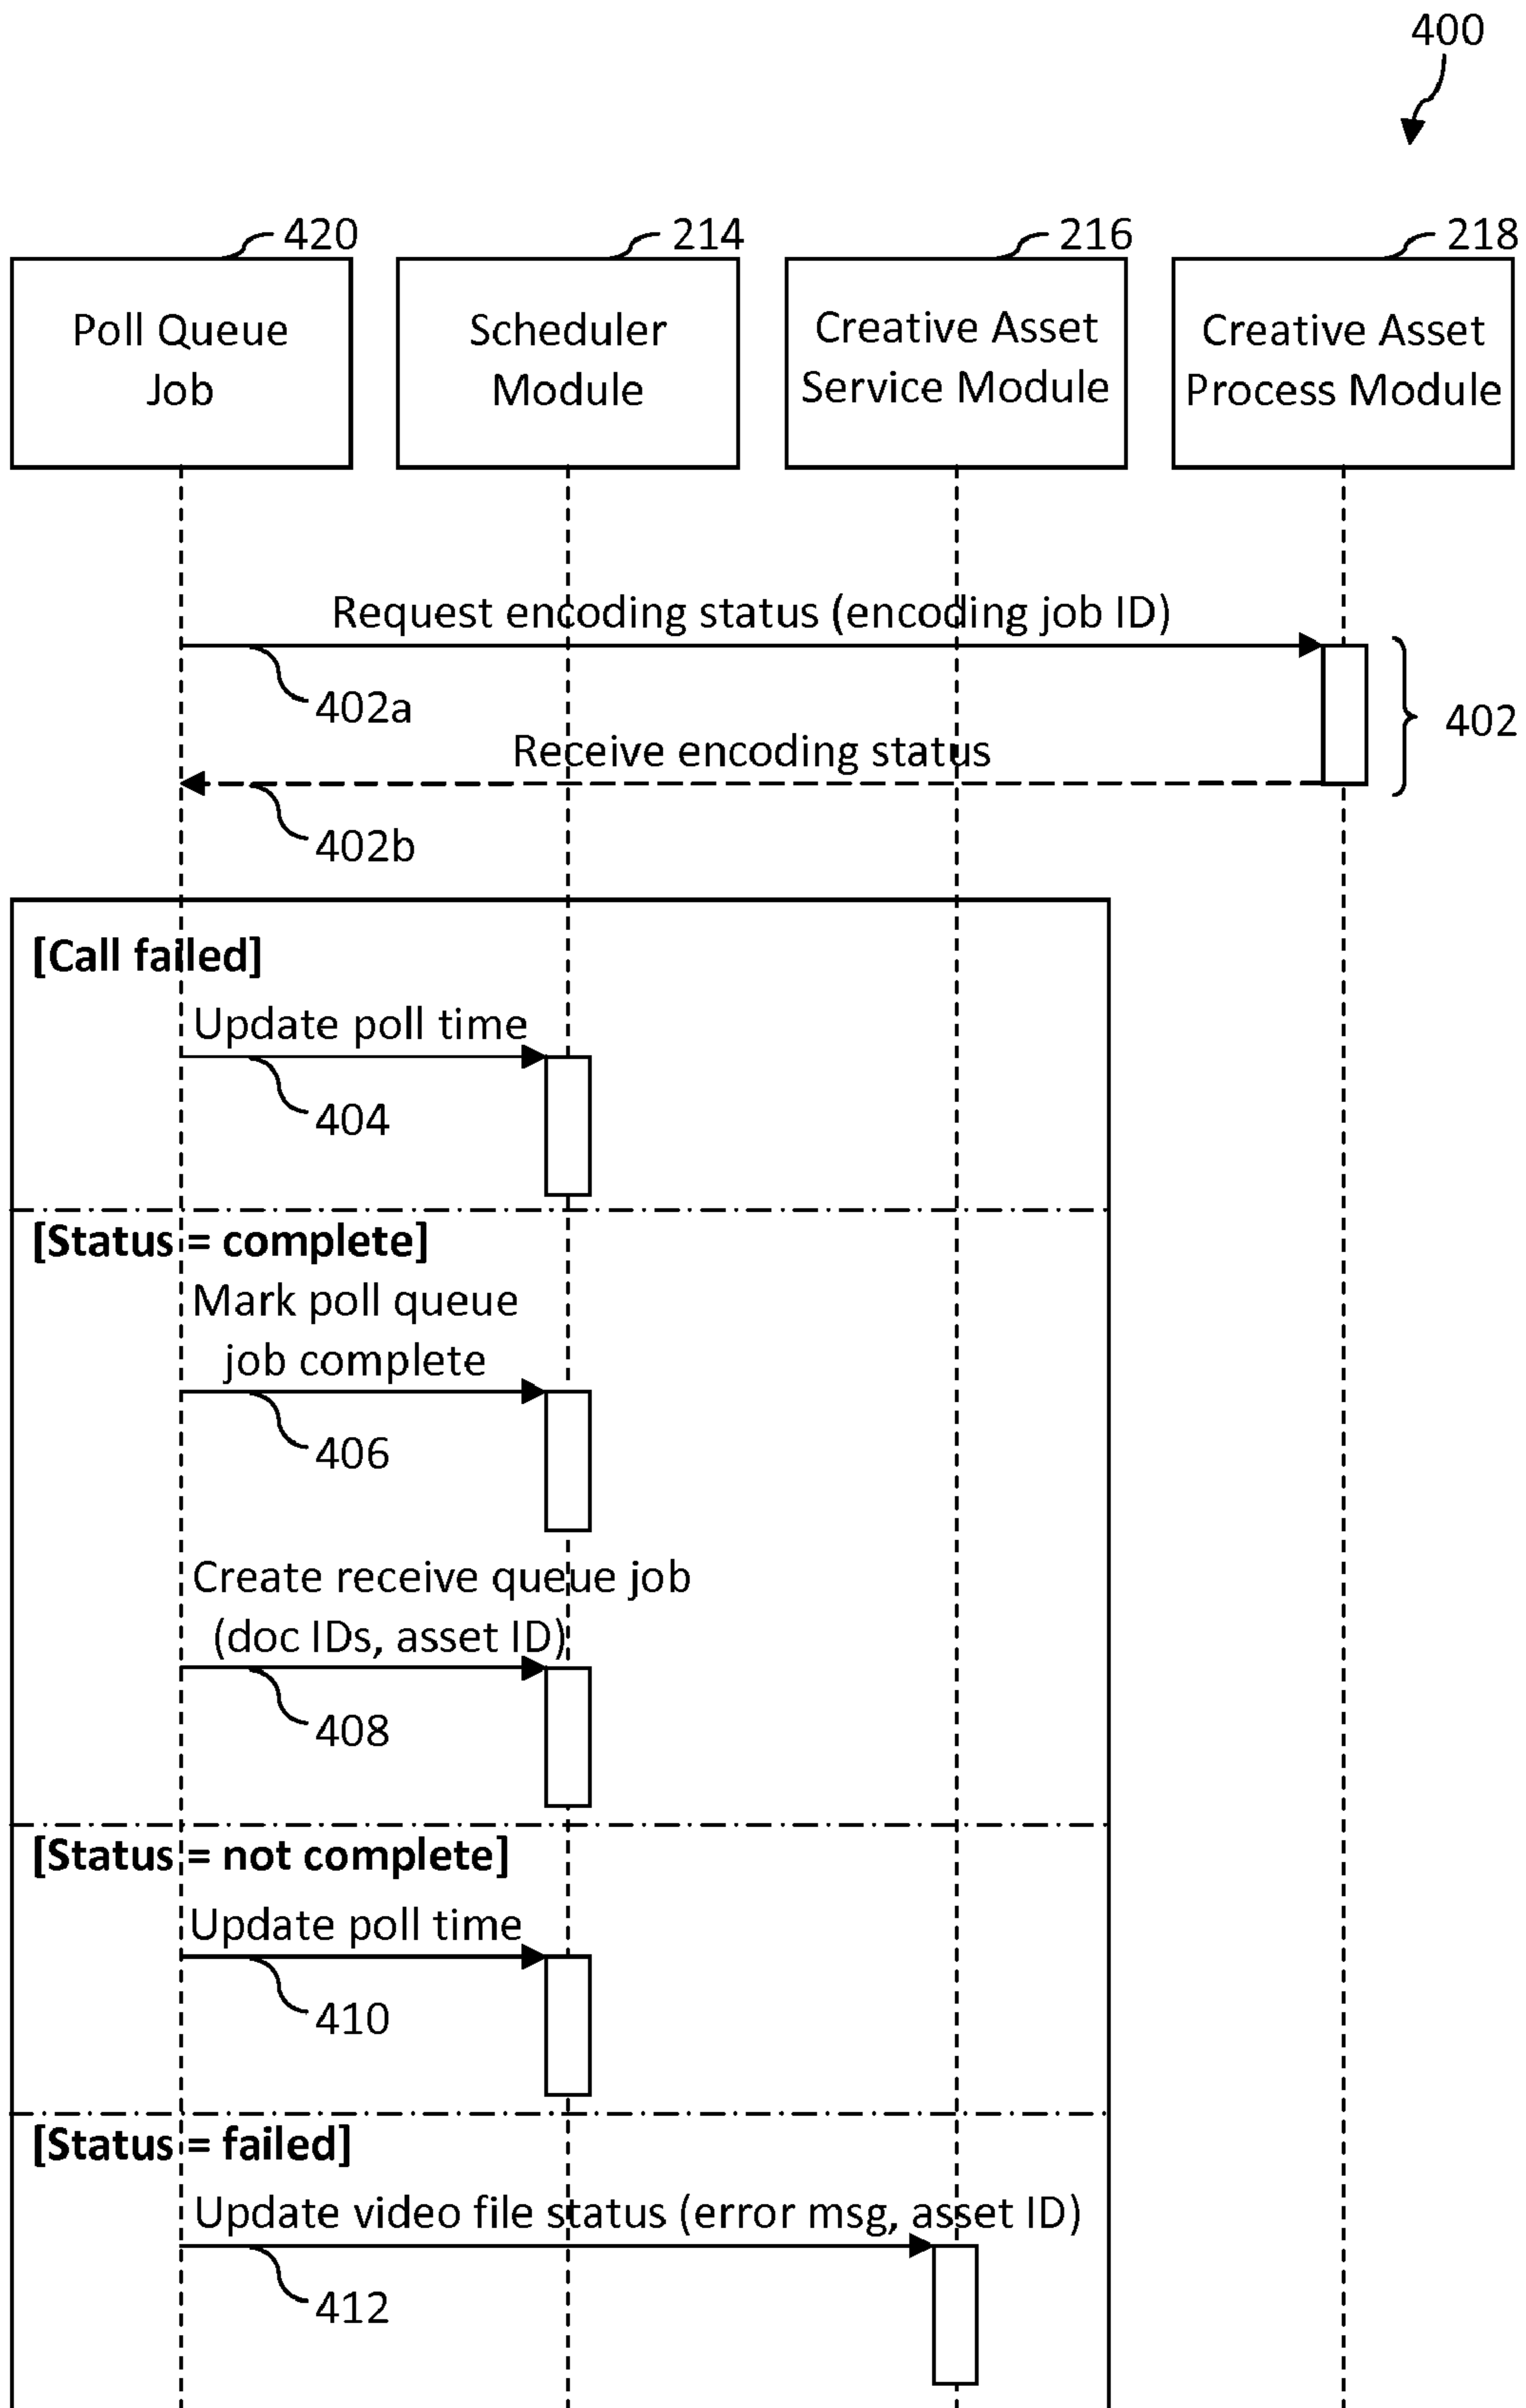 400
420
214
216
218
Poll Queue
Job
Scheduler
Module
Creative Asset
Service Module
Creative Asset
Process Module
Request encoding status (encoding job ID)
402a
402
Receive encoding status
402b
[Call failed]
Update poll time
404
[Status = complete]
Mark poll queue
job complete
406
Create receive queue job
(doc IDs, asset ID)
408
[Status = not complete]
Update poll time
410
[Status = failed]
Update video file status (error msg, asset ID)
412